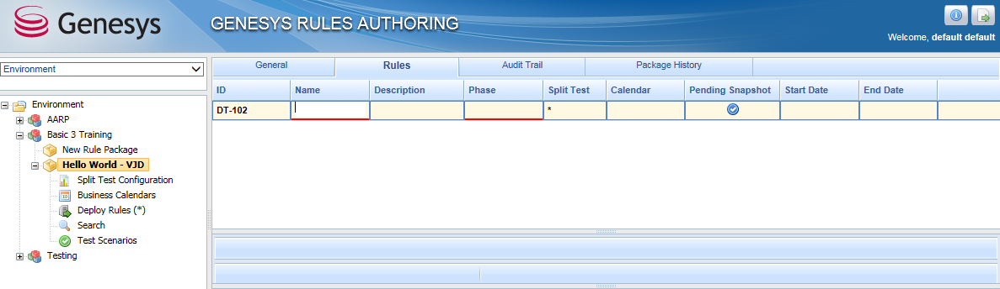 Genesys
GENESYS RULES AUTHORING
Welcome, default default
Environment
General Rules Audit Trail Package History
ID Name Description Phase Split Test Calendar Pending Snapshot Start Date End Date
DT-102 *
Environment
AARP
Basic 3 Training
New Rule Package
Hello World - VJD
Split Test Configuration
Business Calendars
Deploy Rules (*)
Search
Test Scenarios
Testing